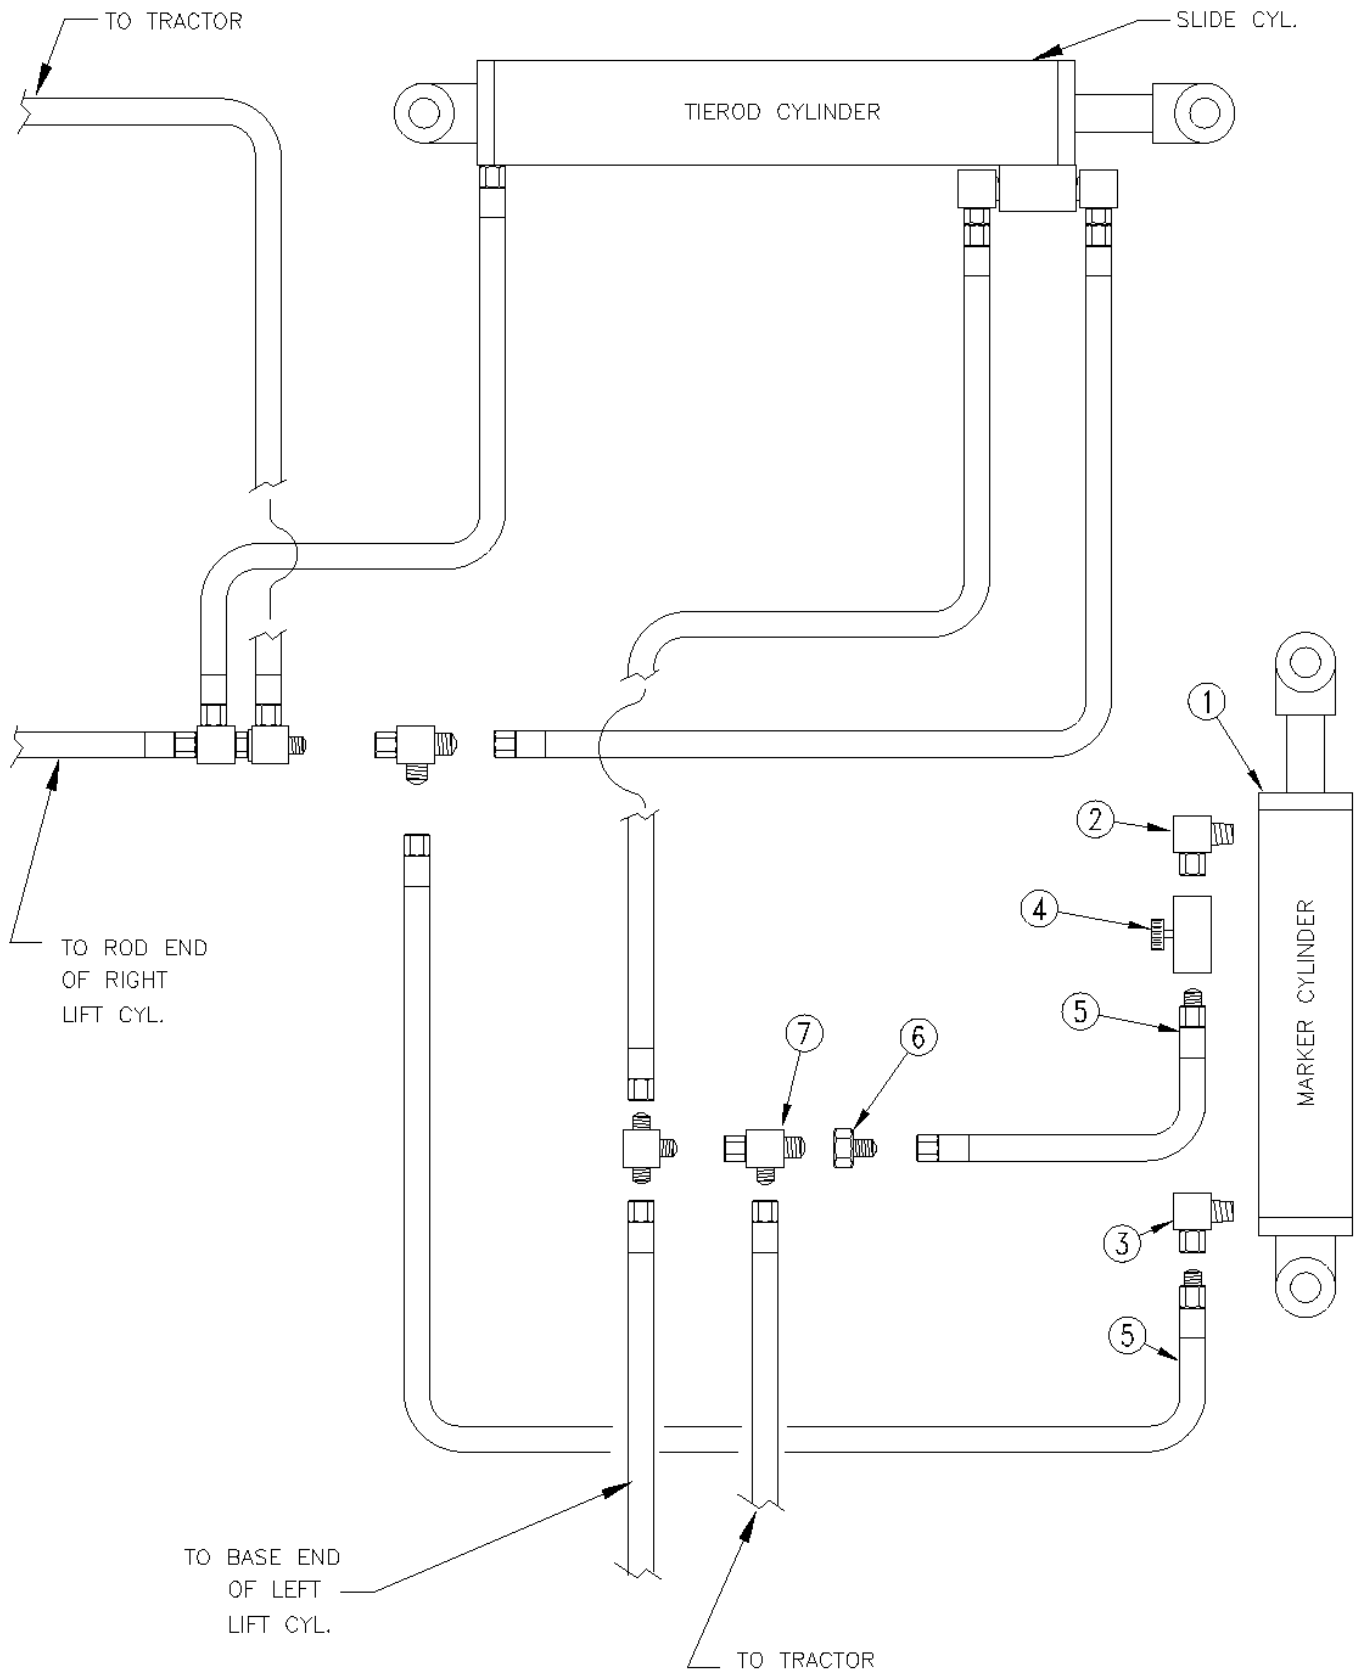 TO TRACTOR
SLIDE CYL.
TIEROD CYLINDER
1
2
4
TO ROD END
OF RIGHT
LIFT CYL.
MARKER CYLINDER
5
7
6
3
5
TO BASE END
OF LEFT
LIFT CYL.
TO TRACTOR